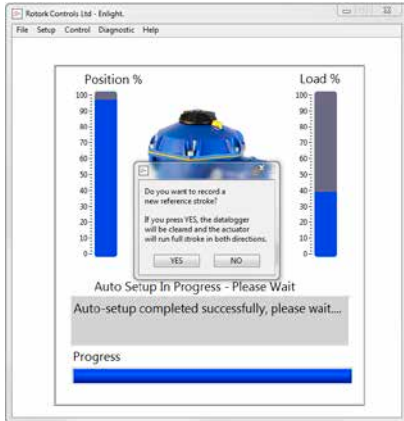 Rotork Controls Ltd - Enlight.
File Setup Control Diagnostic Help
Position % Load %
100 100
90 90
80 80
70 70
60 60
50 50
40 40
30 30
20 20
10 10
0 0
Do you want to record a
new reference stroke?
If you press YES, the datalogger
will be cleared and the actuator
will run full stroke in both directions.
YES NO
Auto Setup In Progress - Please Wait
Auto-setup completed successfully, please wait....
Progress